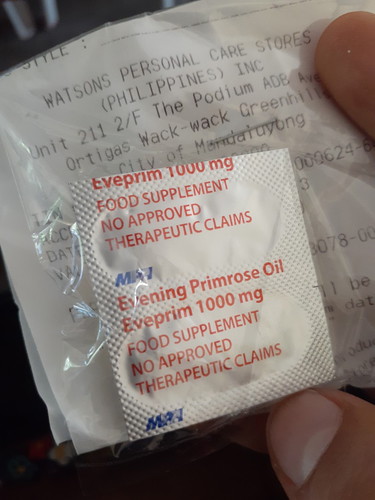 STYLE :
WATSONS PERSONAL CARE STORES
(PHILIPPINES) INC
Unit 211 2/F The Podium ADB Ave
Ortigas Wack-wack Greenhills
City of Mandaluyong
Eveprim 1000 mg
FOOD SUPPLEMENT
NO APPROVED
THERAPEUTIC CLAIMS
Evening Primrose Oil
Eveprim 1000 mg
FOOD SUPPLEMENT
NO APPROVED
THERAPEUTIC CLAIMS